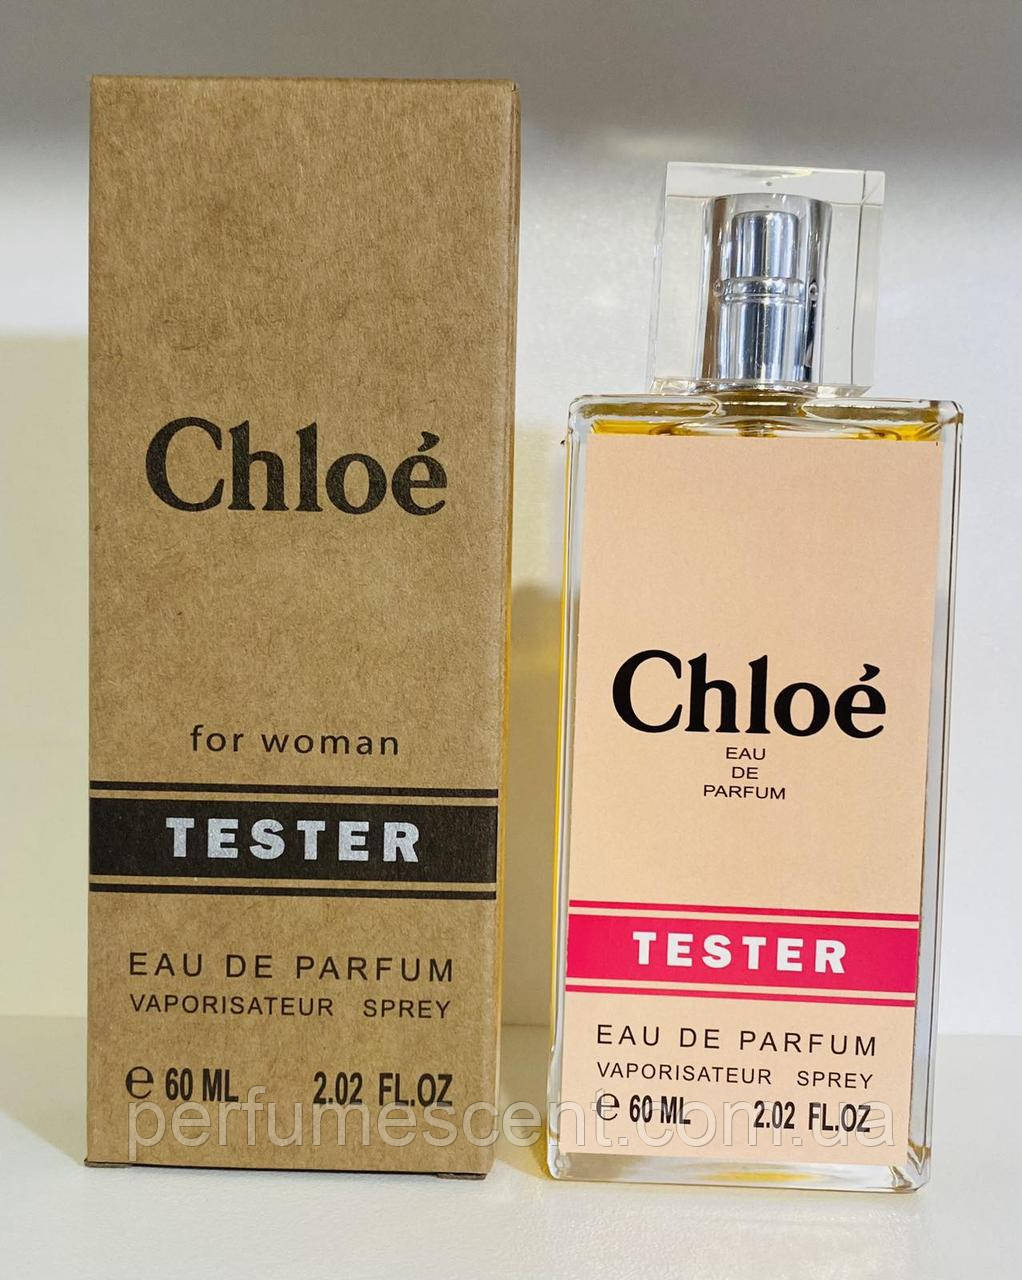 Chloé
for woman
TESTER
EAU DE PARFUM
VAPORISATEUR SPREY
℮ 60 ML 2.02 FL.OZ
Chloé
EAU
DE
PARFUM
TESTER
EAU DE PARFUM
VAPORISATEUR SPREY
℮ 60 ML 2.02 FL.OZ
perfumescent.com.ua